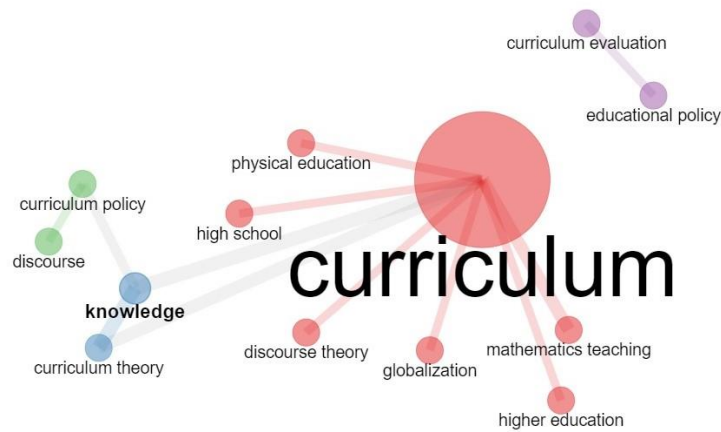 curriculum evaluation
educational policy
physical education
curriculum policy
high school
discourse
curriculum
knowledge
discourse theory
mathematics teaching
curriculum theory
globalization
higher education